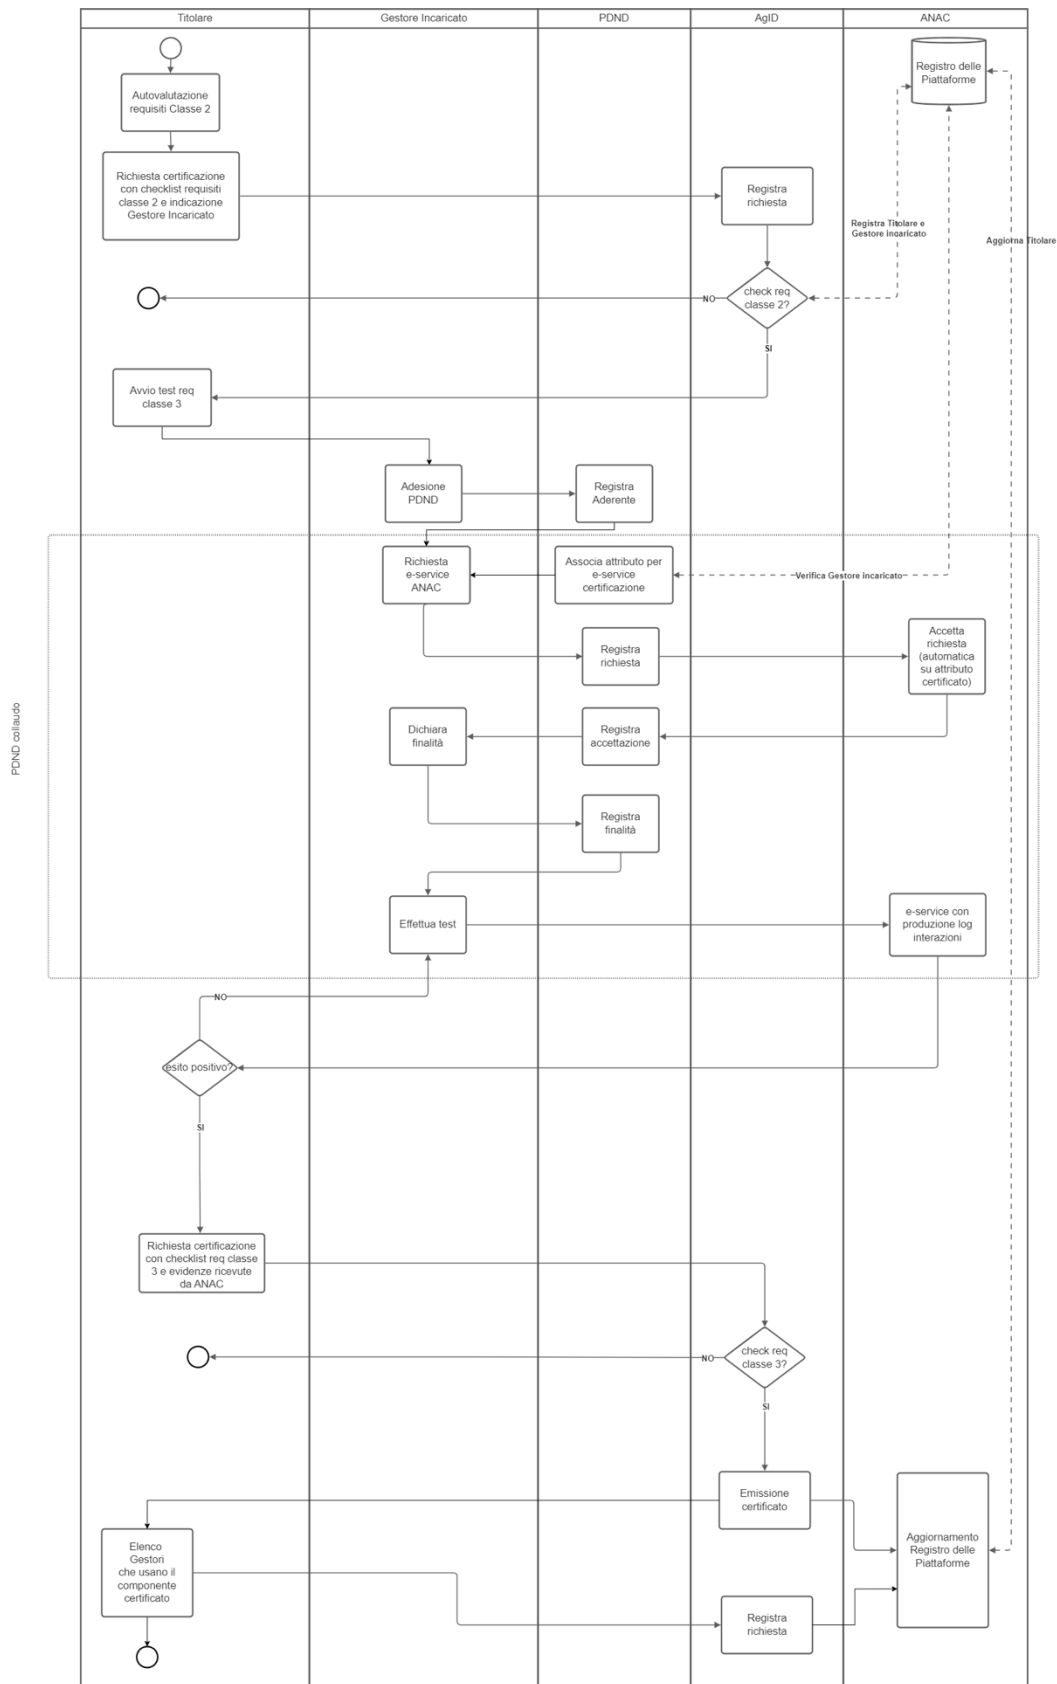 Titolare
Gestore Incaricato
PDND
AgID
ANAC
Registro delle
Piattaforme
Autovalutazione
requisiti Classe 2
Richiesta certificazione
con checklist requisiti
classe 2 e indicazione
Gestore Incaricato
Registra
richiesta
Registra Titolare e
Gestore incaricato
Aggiorna Titolare
check req
classe 2?
NO
SI
Avvio test req
classe 3
Adesione
PDND
Registra
Aderente
Richiesta
e-service
ANAC
Associa attributo per
e-service
certificazione
Verifica Gestore incaricato
Registra
richiesta
Accetta
richiesta
(automatica
su attributo
certificato)
PDND collaudo
Dichiara
finalità
Registra
accettazione
Registra
finalità
Effettua test
e-service con
produzione log
interazioni
NO
esito positivo?
SI
Richiesta certificazione
con checklist req classe
3 e evidenze ricevute
da ANAC
check req
classe 3?
NO
SI
Emissione
certificato
Aggiornamento
Registro delle
Piattaforme
Elenco
Gestori
che usano il
componente
certificato
Registra
richiesta